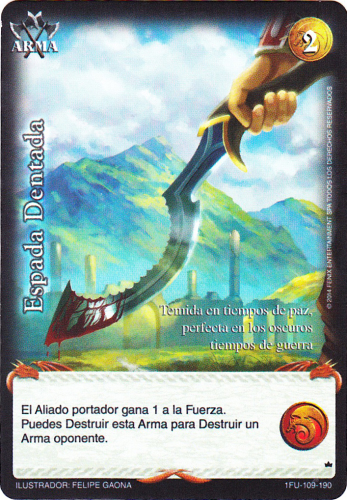 ARMA
2
Espada Dentada
Temida en tiempos de paz,
perfecta en los oscuros
tiempos de guerra
© 2014 FENIX ENTERTAINMENT SPA TODOS LOS DERECHOS RESERVADOS
El Aliado portador gana 1 a la Fuerza.
Puedes Destruir esta Arma para Destruir un
Arma oponente.
ILUSTRADOR: FELIPE GAONA
1FU-109-190